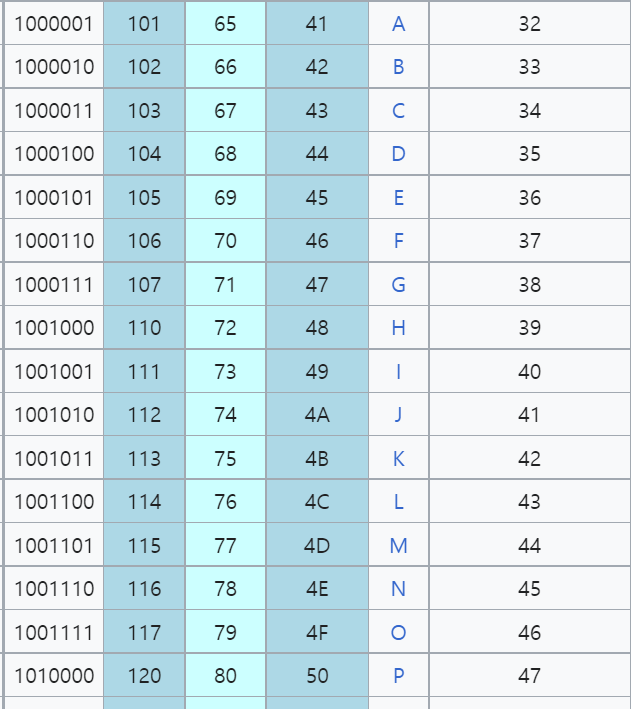 1000001 101 65 41 A 32
1000010 102 66 42 B 33
1000011 103 67 43 C 34
1000100 104 68 44 D 35
1000101 105 69 45 E 36
1000110 106 70 46 F 37
1000111 107 71 47 G 38
1001000 110 72 48 H 39
1001001 111 73 49 I 40
1001010 112 74 4A J 41
1001011 113 75 4B K 42
1001100 114 76 4C L 43
1001101 115 77 4D M 44
1001110 116 78 4E N 45
1001111 117 79 4F O 46
1010000 120 80 50 P 47